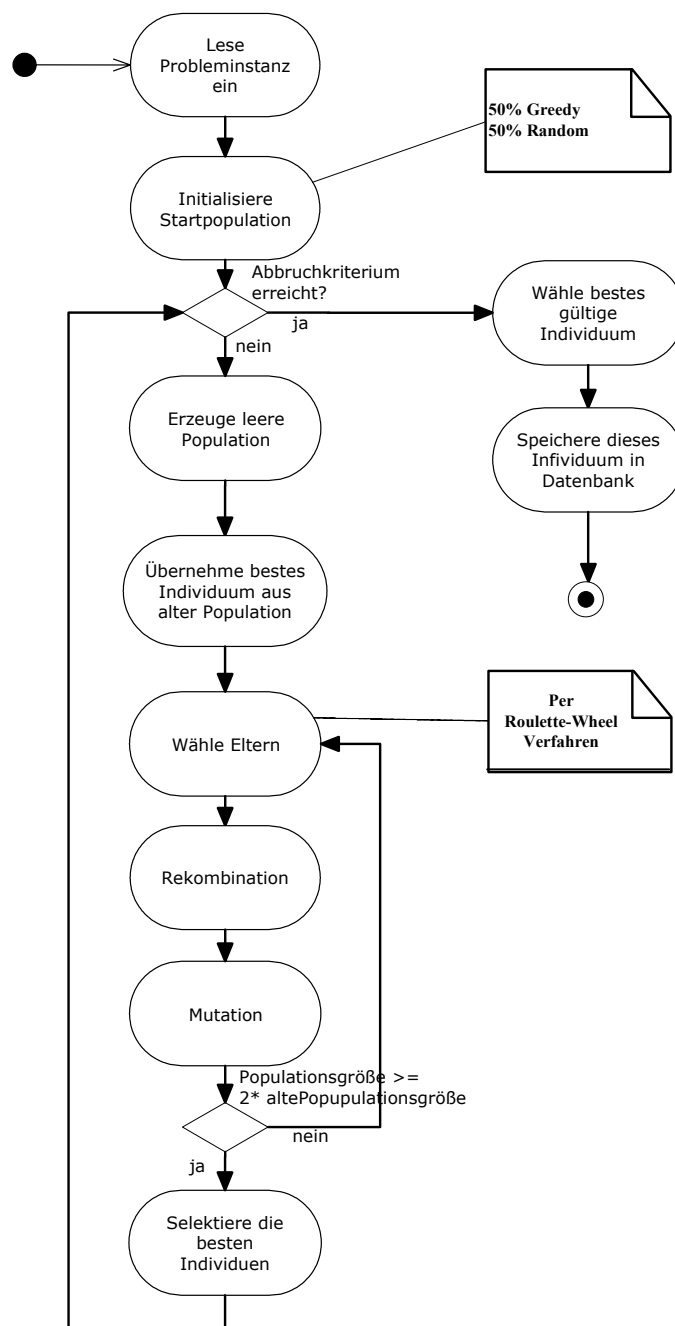 Lese
Probleminstanz
ein
50% Greedy
50% Random
Initialisiere
Startpopulation
Abbruchkriterium
erreicht?
ja
nein
Wähle bestes
gültige
Individuum
Erzeuge leere
Population
Speichere dieses
Infividuum in
Datenbank
Übernehme bestes
Individuum aus
alter Population
Wähle Eltern
Per
Roulette-Wheel
Verfahren
Rekombination
Mutation
Populationsgröße >=
2* altePopupulationsgröße
nein
ja
Selektiere die
besten
Individuen